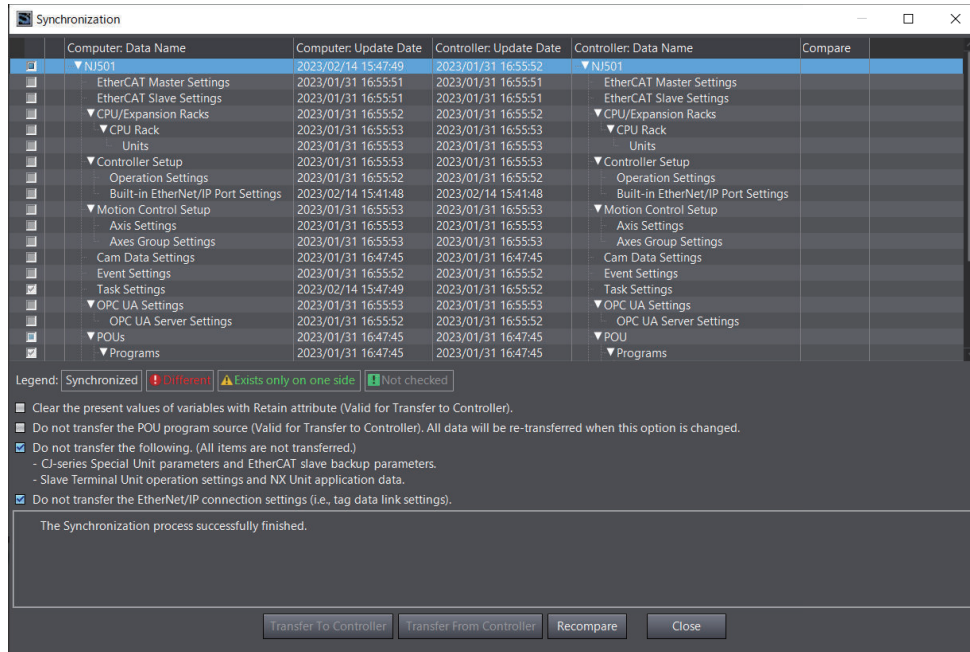 Synchronization
Computer: Data Name Computer: Update Date Controller: Update Date Controller: Data Name Compare
▼NJ501 2023/02/14 15:47:49 2023/01/31 16:55:52 ▼NJ501
EtherCAT Master Settings 2023/01/31 16:55:51 2023/01/31 16:55:51 EtherCAT Master Settings
EtherCAT Slave Settings 2023/01/31 16:55:51 2023/01/31 16:55:51 EtherCAT Slave Settings
▼CPU/Expansion Racks 2023/01/31 16:55:52 2023/01/31 16:55:52 ▼CPU/Expansion Racks
▼CPU Rack 2023/01/31 16:55:53 2023/01/31 16:55:53 ▼CPU Rack
Units 2023/01/31 16:55:53 2023/01/31 16:55:53 Units
▼Controller Setup 2023/01/31 16:55:52 2023/01/31 16:55:52 ▼Controller Setup
Operation Settings 2023/01/31 16:55:52 2023/01/31 16:55:52 Operation Settings
Built-in EtherNet/IP Port Settings 2023/02/14 15:41:48 2023/02/14 15:41:48 Built-in EtherNet/IP Port Settings
▼Motion Control Setup 2023/01/31 16:55:53 2023/01/31 16:55:53 ▼Motion Control Setup
Axis Settings 2023/01/31 16:55:53 2023/01/31 16:55:53 Axis Settings
Axes Group Settings 2023/01/31 16:55:53 2023/01/31 16:55:53 Axes Group Settings
Cam Data Settings 2023/01/31 16:47:45 2023/01/31 16:47:45 Cam Data Settings
Event Settings 2023/01/31 16:55:52 2023/01/31 16:55:52 Event Settings
Task Settings 2023/02/14 15:47:49 2023/01/31 16:55:52 Task Settings
▼OPC UA Settings 2023/01/31 16:55:53 2023/01/31 16:55:53 ▼OPC UA Settings
OPC UA Server Settings 2023/01/31 16:55:52 2023/01/31 16:55:52 OPC UA Server Settings
▼POUs 2023/01/31 16:47:45 2023/01/31 16:47:45 ▼POU
▼Programs 2023/01/31 16:47:45 2023/01/31 16:47:45 ▼Programs
Legend: Synchronized Different Exists only on one side Not checked
Clear the present values of variables with Retain attribute (Valid for Transfer to Controller).
Do not transfer the POU program source (Valid for Transfer to Controller). All data will be re-transferred when this option is changed.
Do not transfer the following. (All items are not transferred.)
- CJ-series Special Unit parameters and EtherCAT slave backup parameters.
- Slave Terminal Unit operation settings and NX Unit application data.
Do not transfer the EtherNet/IP connection settings (i.e., tag data link settings).
The Synchronization process successfully finished.
Transfer To Controller Transfer From Controller Recompare Close